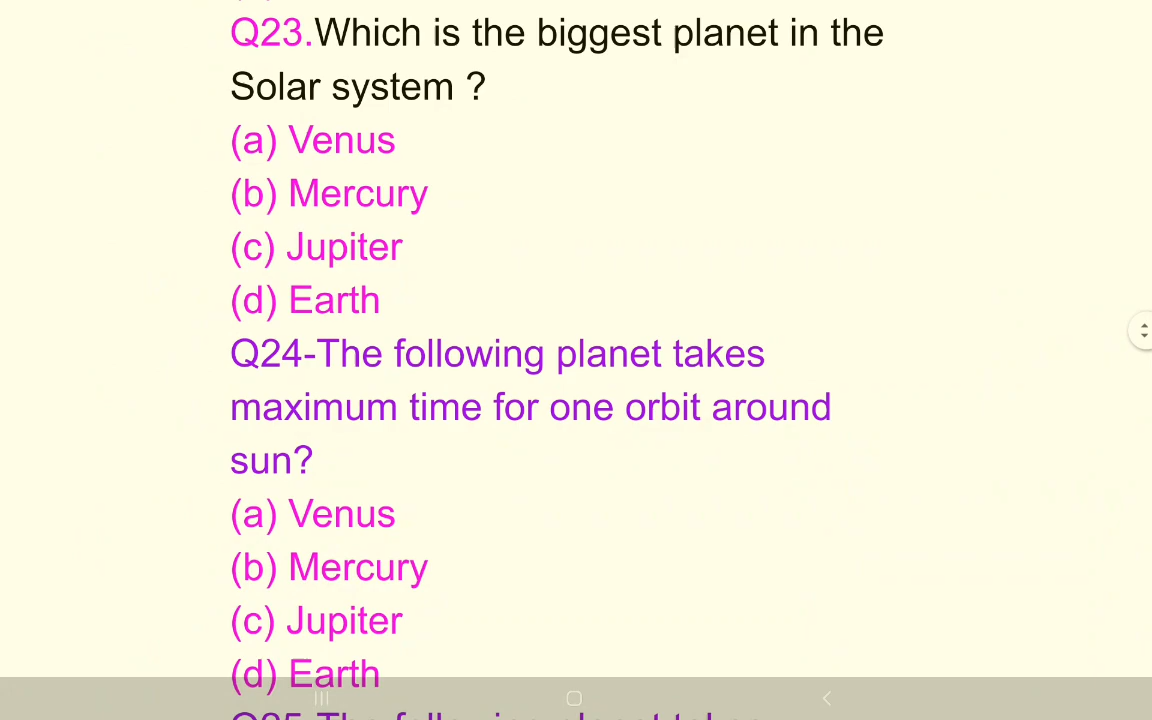 Q23.Which is the biggest planet in the
Solar system ?
(a) Venus
(b) Mercury
(c) Jupiter
(d) Earth
Q24-The following planet takes
maximum time for one orbit around
sun?
(a) Venus
(b) Mercury
(c) Jupiter
(d) Earth